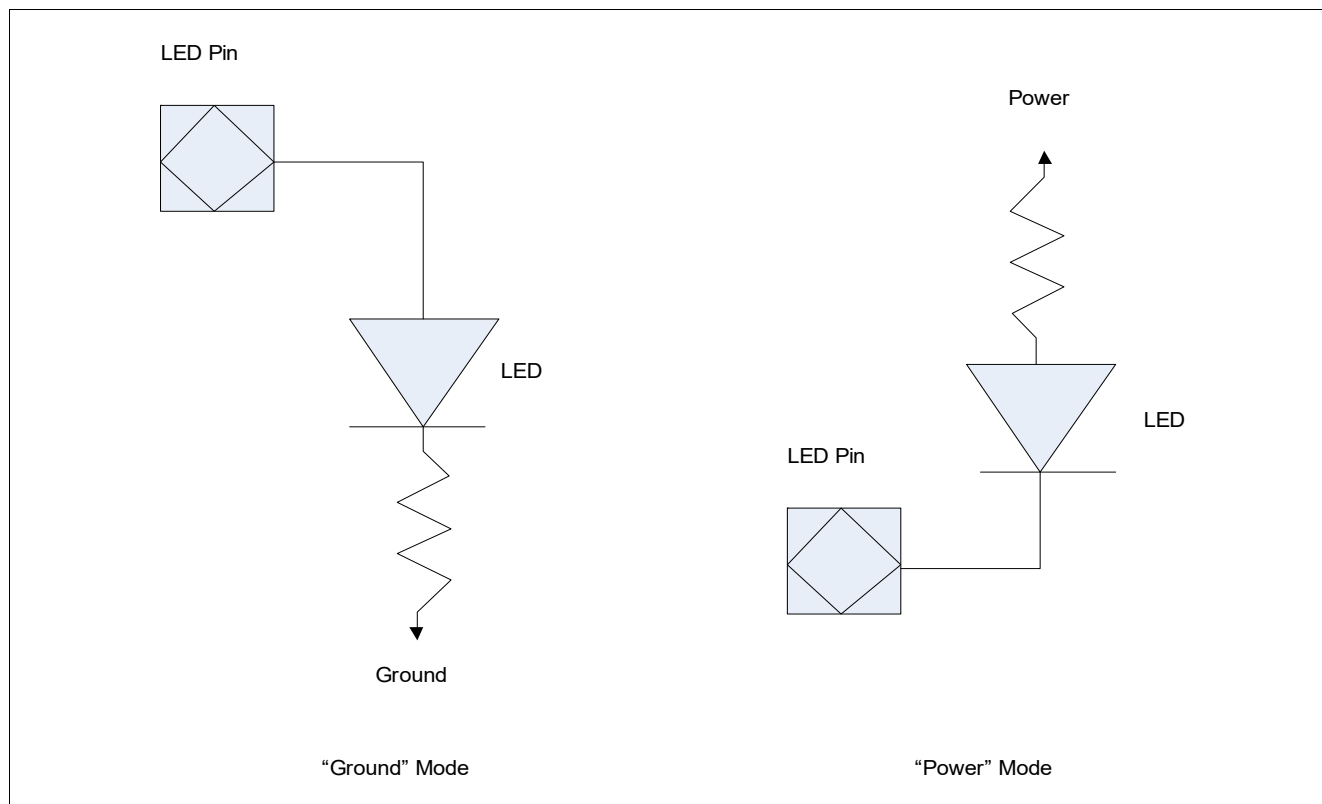 LED Pin
LED
Ground
“Ground” Mode
Power
LED
LED Pin
“Power” Mode